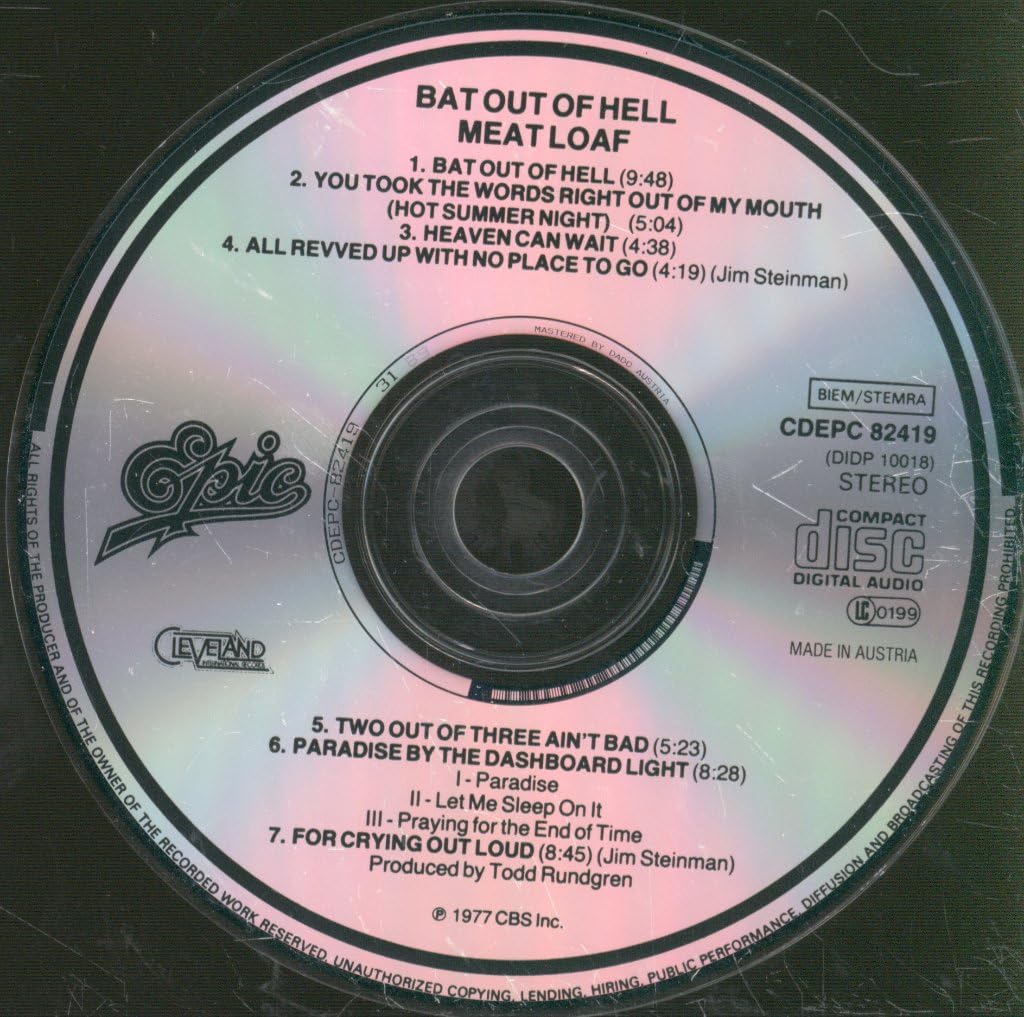 BAT OUT OF HELL
MEAT LOAF
1. BAT OUT OF HELL (9:48)
2. YOU TOOK THE WORDS RIGHT OUT OF MY MOUTH
(HOT SUMMER NIGHT) (5:04)
3. HEAVEN CAN WAIT (4:38)
4. ALL REVVED UP WITH NO PLACE TO GO (4:19) (Jim Steinman)
MASTERED BY DADC AUSTRIA
CDEPC-82419 31 B9
Epic
CLEVELAND
INTERNATIONAL RECORDS
BIEM/STEMRA
CDEPC 82419
(DIDP 10018)
STEREO
COMPACT
disc
DIGITAL AUDIO
LC 0199
MADE IN AUSTRIA
5. TWO OUT OF THREE AIN'T BAD (5:23)
6. PARADISE BY THE DASHBOARD LIGHT (8:28)
I - Paradise
II - Let Me Sleep On It
III - Praying for the End of Time
7. FOR CRYING OUT LOUD (8:45) (Jim Steinman)
Produced by Todd Rundgren
℗ 1977 CBS Inc.
ALL RIGHTS OF THE PRODUCER AND OF THE OWNER OF THE RECORDED WORK RESERVED. UNAUTHORIZED COPYING, LENDING, HIRING, PUBLIC PERFORMANCE, DIFFUSION AND BROADCASTING OF THIS RECORDING PROHIBITED.